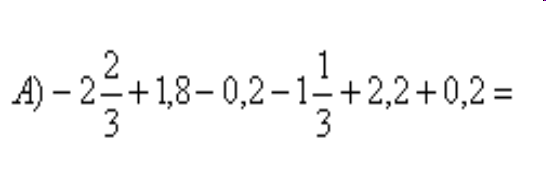 A) − 2 2/3 + 1,8 − 0,2 − 1 1/3 + 2,2 + 0,2 =